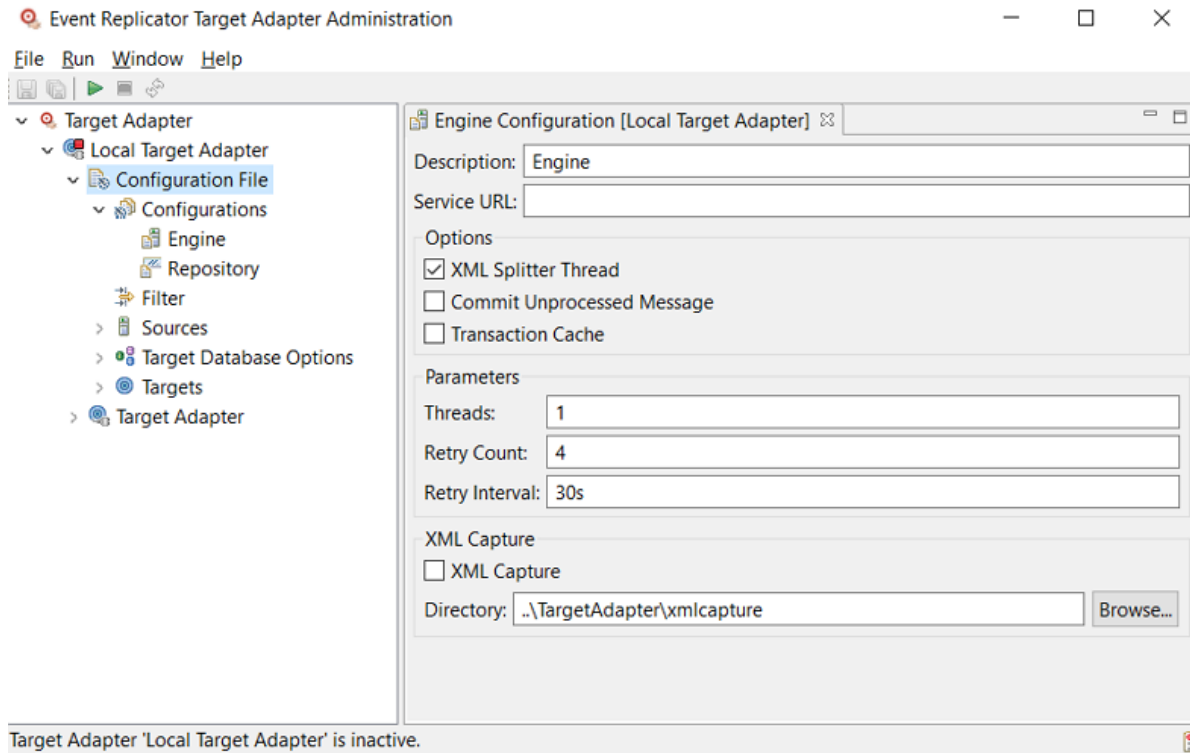 Event Replicator Target Adapter Administration
File Run Window Help
Target Adapter
Local Target Adapter
Configuration File
Configurations
Engine
Repository
Filter
Sources
Target Database Options
Targets
Target Adapter
Engine Configuration [Local Target Adapter]
Description: Engine
Service URL:
Options
XML Splitter Thread
Commit Unprocessed Message
Transaction Cache
Parameters
Threads: 1
Retry Count: 4
Retry Interval: 30s
XML Capture
XML Capture
Directory: ..\TargetAdapter\xmlcapture Browse...
Target Adapter 'Local Target Adapter' is inactive.